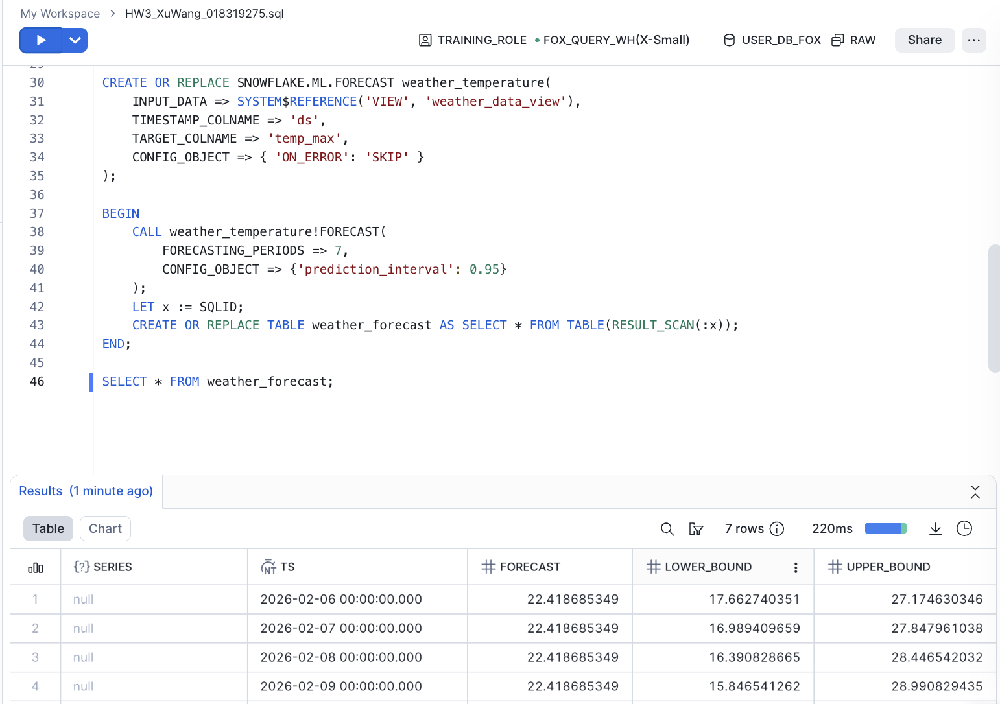 My Workspace > HW3_XuWang_018319275.sql
TRAINING_ROLE • FOX_QUERY_WH(X-Small) USER_DB_FOX RAW Share ...
30 CREATE OR REPLACE SNOWFLAKE.ML.FORECAST weather_temperature(
31 INPUT_DATA => SYSTEM$REFERENCE('VIEW', 'weather_data_view'),
32 TIMESTAMP_COLNAME => 'ds',
33 TARGET_COLNAME => 'temp_max',
34 CONFIG_OBJECT => { 'ON_ERROR': 'SKIP' }
35 );
36
37 BEGIN
38 CALL weather_temperature!FORECAST(
39 FORECASTING_PERIODS => 7,
40 CONFIG_OBJECT => {'prediction_interval': 0.95}
41 );
42 LET x := SQLID;
43 CREATE OR REPLACE TABLE weather_forecast AS SELECT * FROM TABLE(RESULT_SCAN(:x));
44 END;
45
46 SELECT * FROM weather_forecast;
Results (1 minute ago)
Table Chart 7 rows 220ms
{?} SERIES NT TS # FORECAST # LOWER_BOUND # UPPER_BOUND
1 null 2026-02-06 00:00:00.000 22.418685349 17.662740351 27.174630346
2 null 2026-02-07 00:00:00.000 22.418685349 16.989409659 27.847961038
3 null 2026-02-08 00:00:00.000 22.418685349 16.390828665 28.446542032
4 null 2026-02-09 00:00:00.000 22.418685349 15.846541262 28.990829435